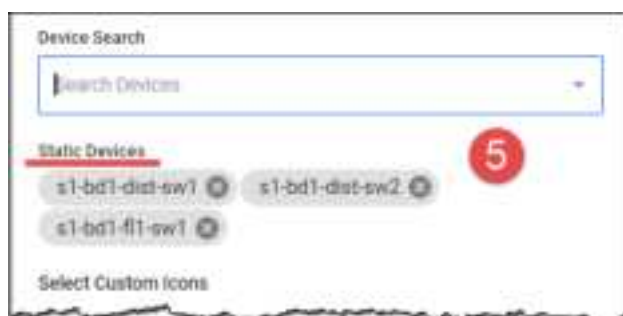 Device Search
Search Devices
Static Devices
5
s1-bd1-dist-sw1 s1-bd1-dist-sw2
s1-bd1-fl1-sw1
Select Custom Icons